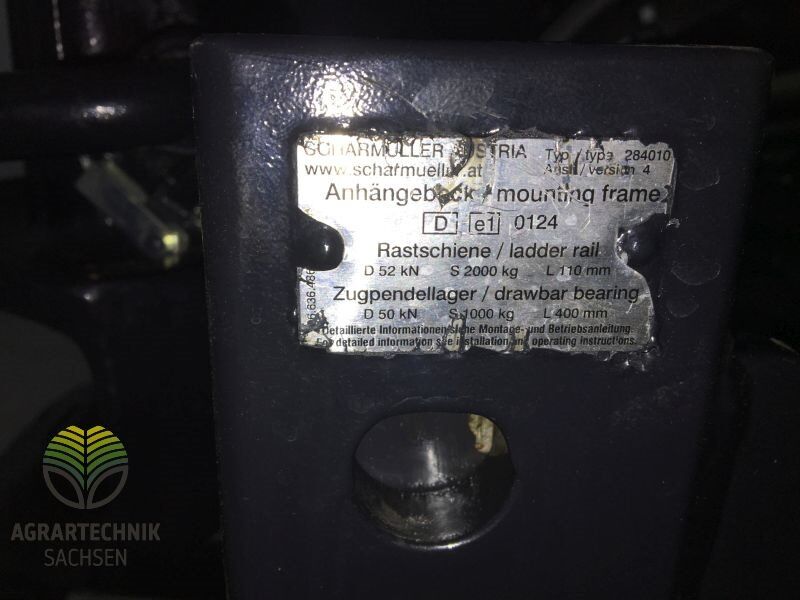 SCHARMÜLLER AUSTRIA Typ / type 284010
www.scharmueller.at Ausf./ version 4
Anhängebock / mounting frame
D e1 0124
Rastschiene / ladder rail
D 52 kN S 2000 kg L 110 mm
Zugpendellager / drawbar bearing
D 50 kN S 1000 kg L 400 mm
Detaillierte Informationen siehe Montage- und Betriebsanleitung.
For detailed information see installation and operating instructions.
AGRARTECHNIK
SACHSEN